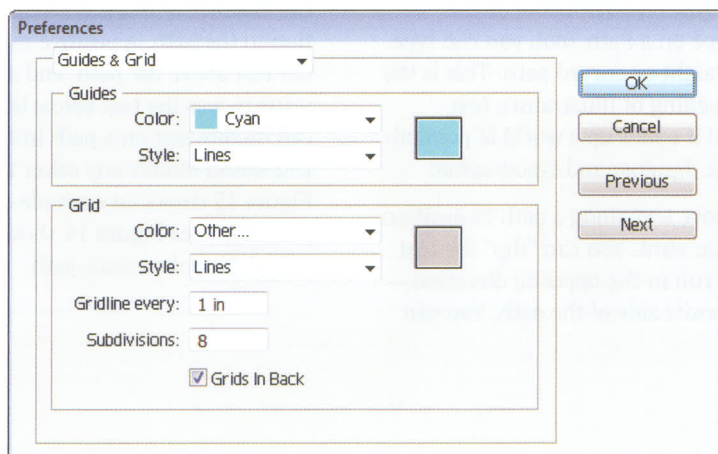 Preferences
Guides & Grid
Guides
Color: Cyan
Style: Lines
Grid
Color: Other...
Style: Lines
Gridline every: 1 in
Subdivisions: 8
Grids In Back
OK
Cancel
Previous
Next